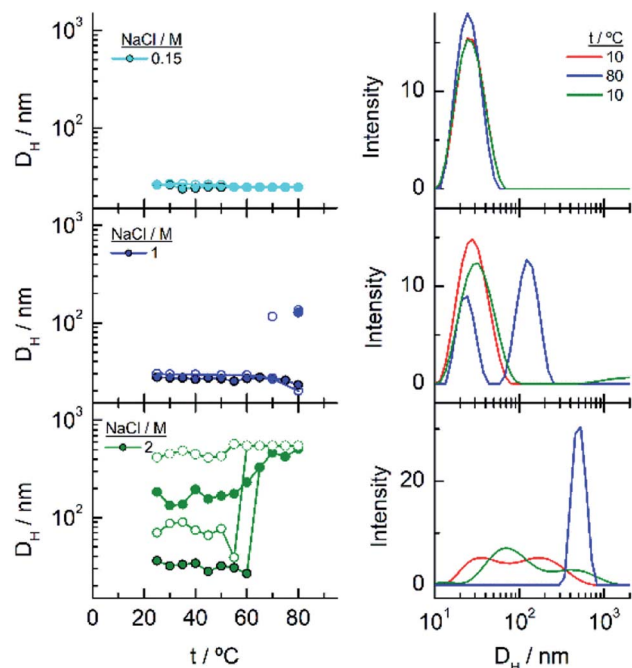 10³
NaCl / M
0.15
D_H / nm
10²
10³
NaCl / M
1
D_H / nm
10²
10³
NaCl / M
2
D_H / nm
10²
0 20 40 60 80
t / ºC
t / ºC
10
80
10
Intensity
10
0
Intensity
10
0
Intensity
20
0
10¹ 10² 10³
D_H / nm